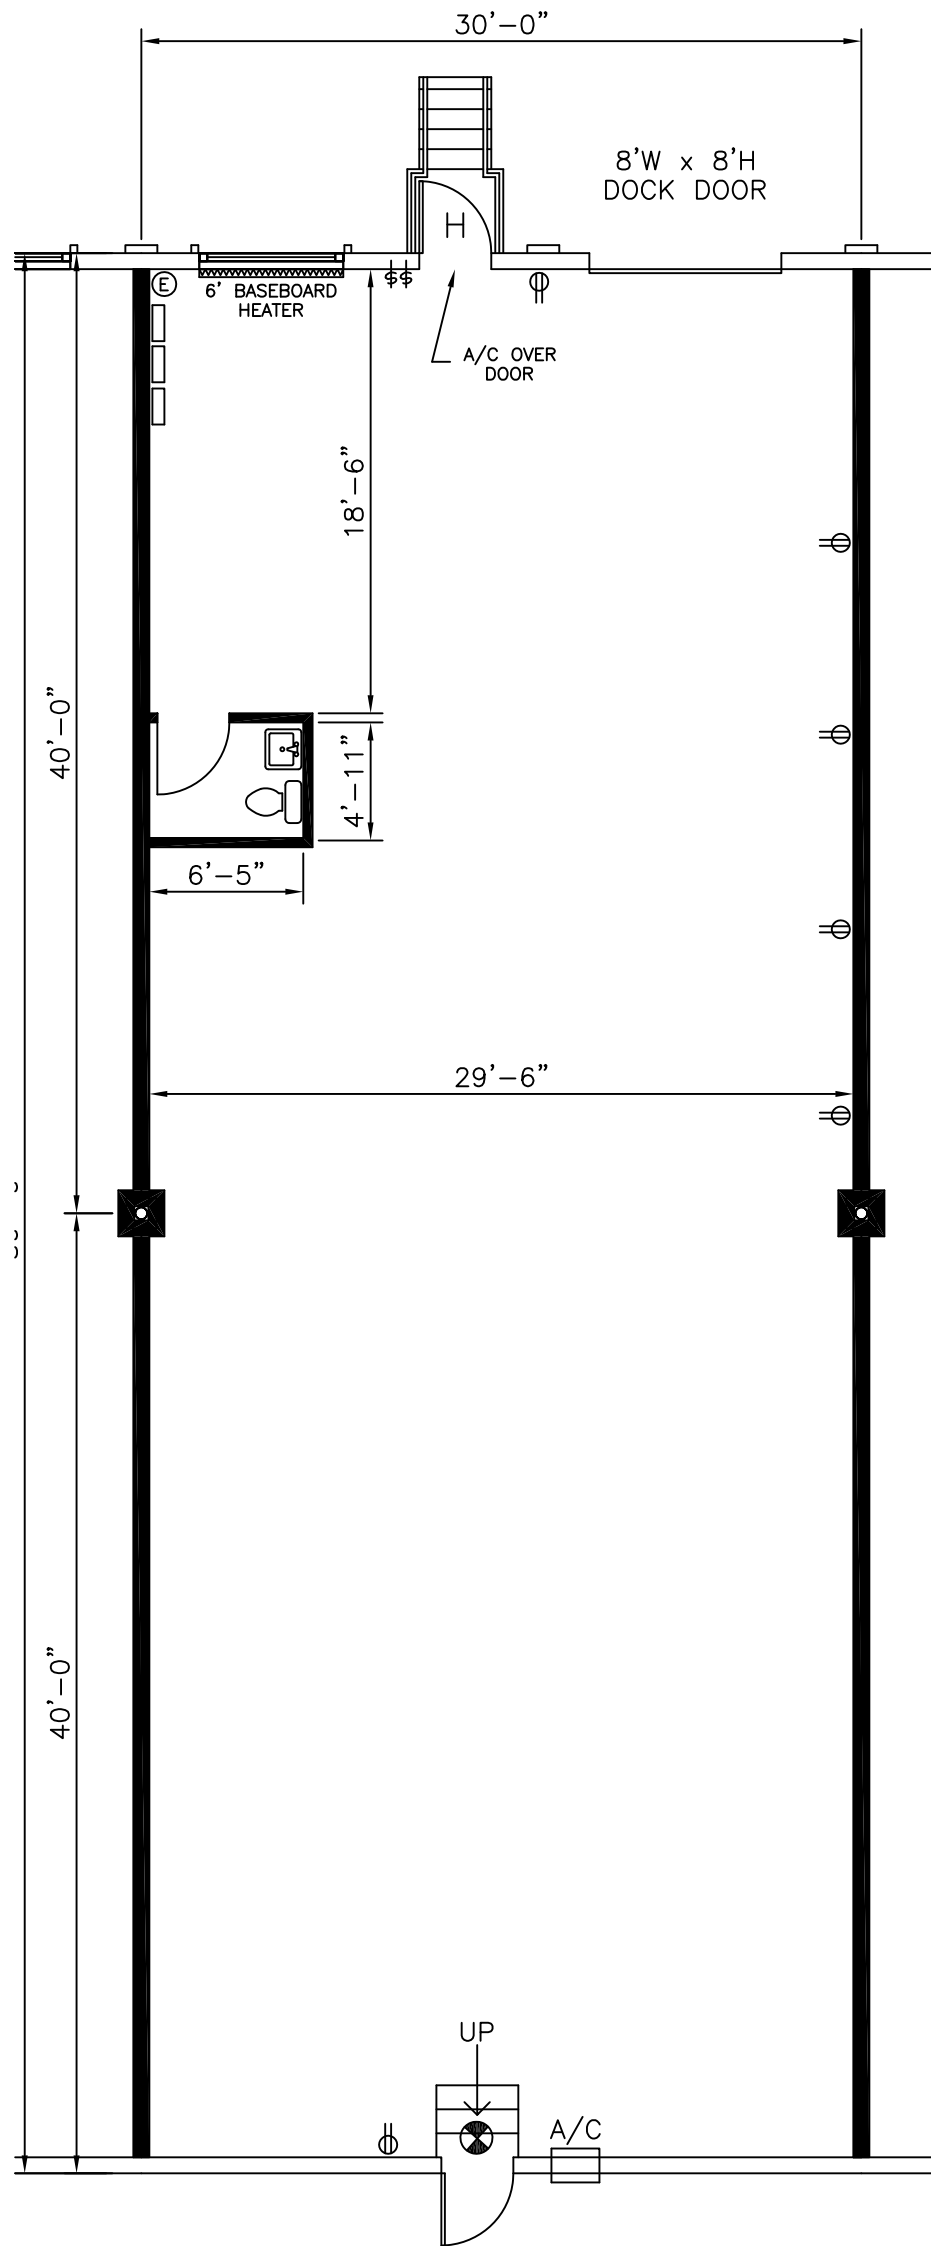 30'-0"
8'W x 8'H
DOCK DOOR
H
E
6' BASEBOARD
HEATER
$$
A/C OVER
DOOR
18'-6"
40'-0"
4'-11"
6'-5"
29'-6"
40'-0"
UP
A/C